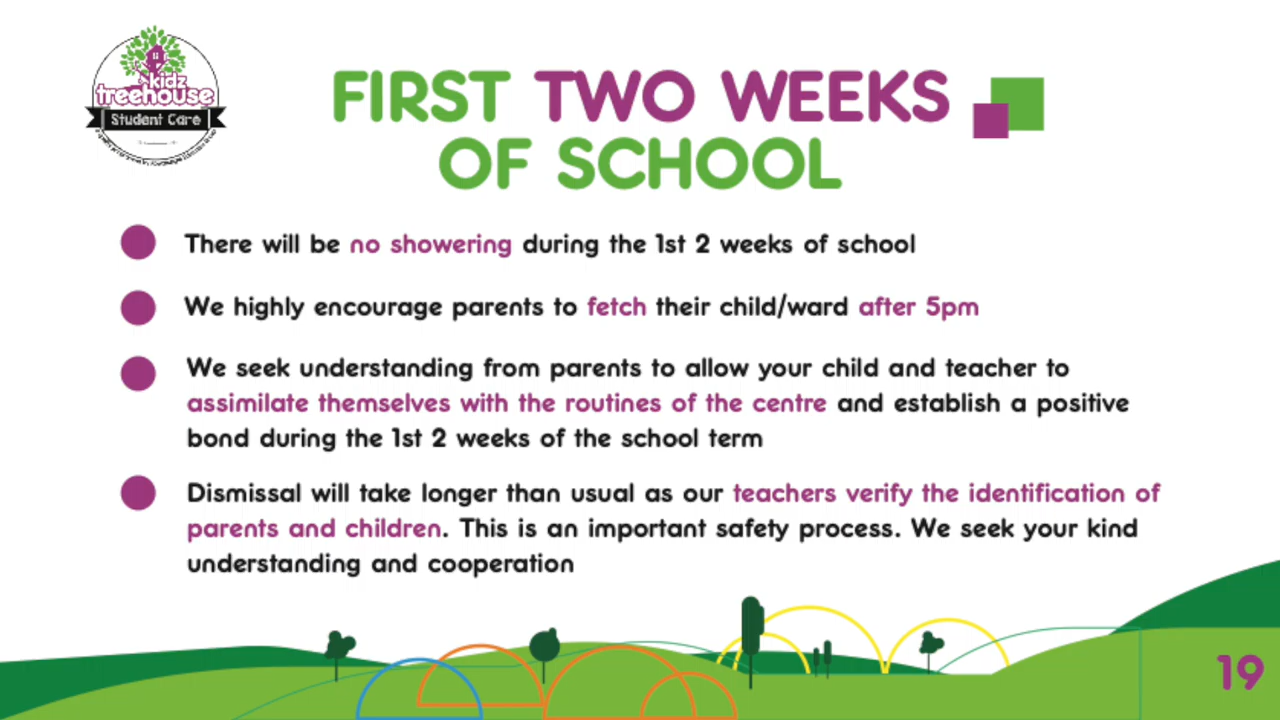 kidz
treehouse
Student Care
FIRST TWO WEEKS
OF SCHOOL
There will be no showering during the 1st 2 weeks of school
We highly encourage parents to fetch their child/ward after 5pm
We seek understanding from parents to allow your child and teacher to
assimilate themselves with the routines of the centre and establish a positive
bond during the 1st 2 weeks of the school term
Dismissal will take longer than usual as our teachers verify the identification of
parents and children. This is an important safety process. We seek your kind
understanding and cooperation
19